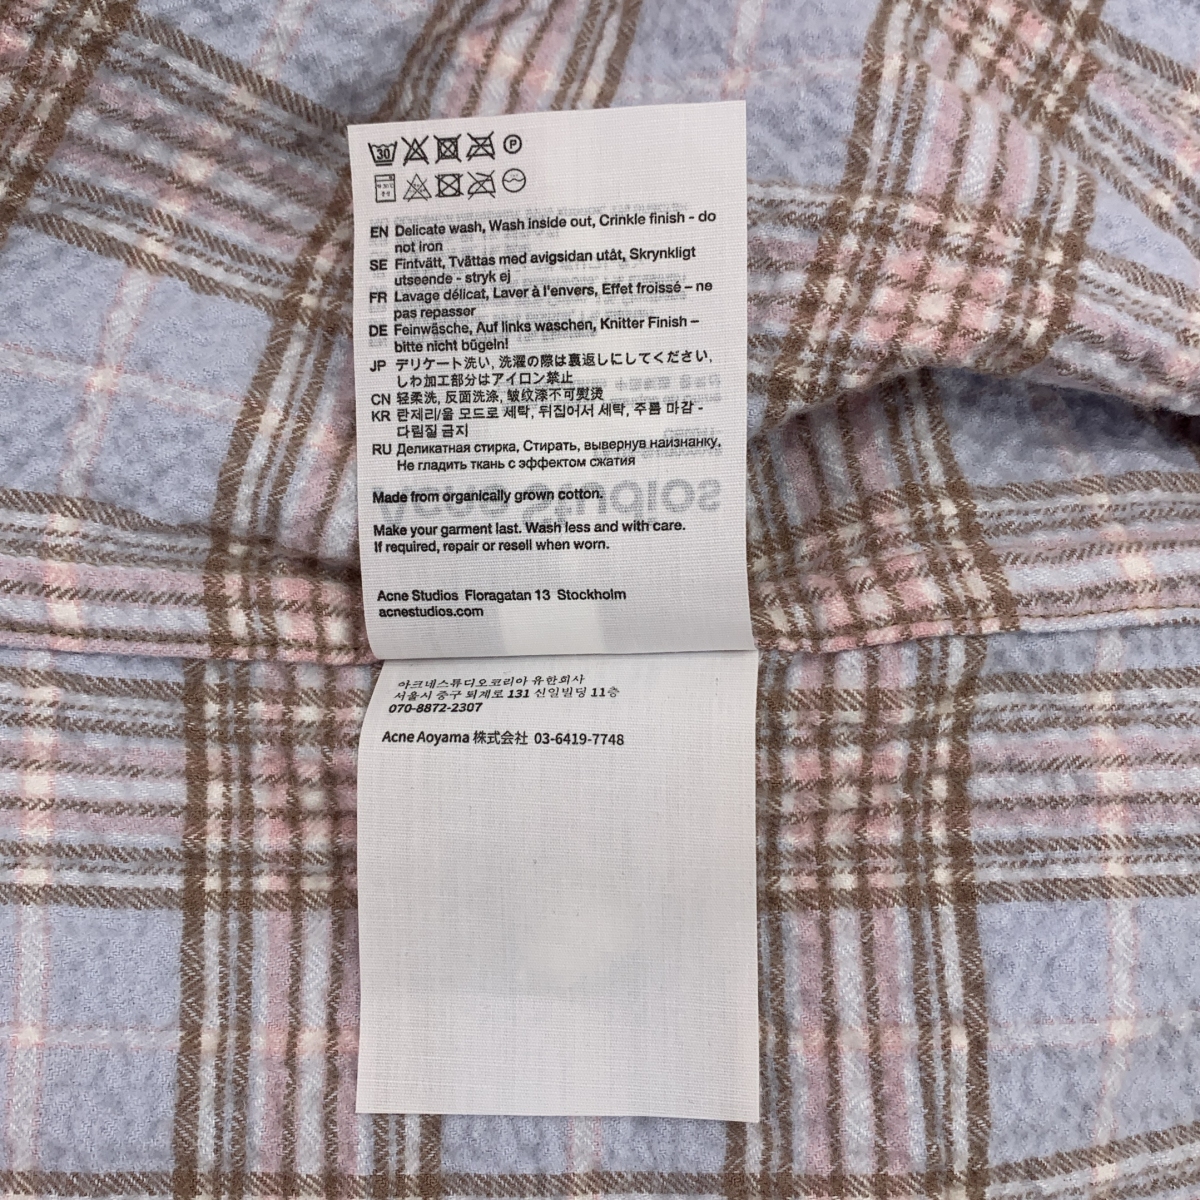 30
P
EN Delicate wash, Wash inside out, Crinkle finish - do
not iron
SE Fintvätt, Tvättas med avigsidan utåt, Skrynkligt
utseende - stryk ej
FR Lavage délicat, Laver à l'envers, Effet froissé – ne
pas repasser
DE Feinwäsche, Auf links waschen, Knitter Finish –
bitte nicht bügeln!
JP デリケート洗い, 洗濯の際は裏返しにしてください,
しわ加工部分はアイロン禁止
CN 轻柔洗, 反面洗涤, 皱纹漆不可熨烫
KR 란제리/울 모드로 세탁, 뒤집어서 세탁, 주름 마감 -
다림질 금지
RU Деликатная стирка, Стирать, вывернув наизнанку,
Не гладить ткань с эффектом сжатия
Made from organically grown cotton.
Make your garment last. Wash less and with care.
If required, repair or resell when worn.
Acne Studios Floragatan 13 Stockholm
acnestudios.com
아크네스튜디오코리아 유한회사
서울시 중구 퇴계로 131 신일빌딩 11층
070-8872-2307
Acne Aoyama 株式会社 03-6419-7748